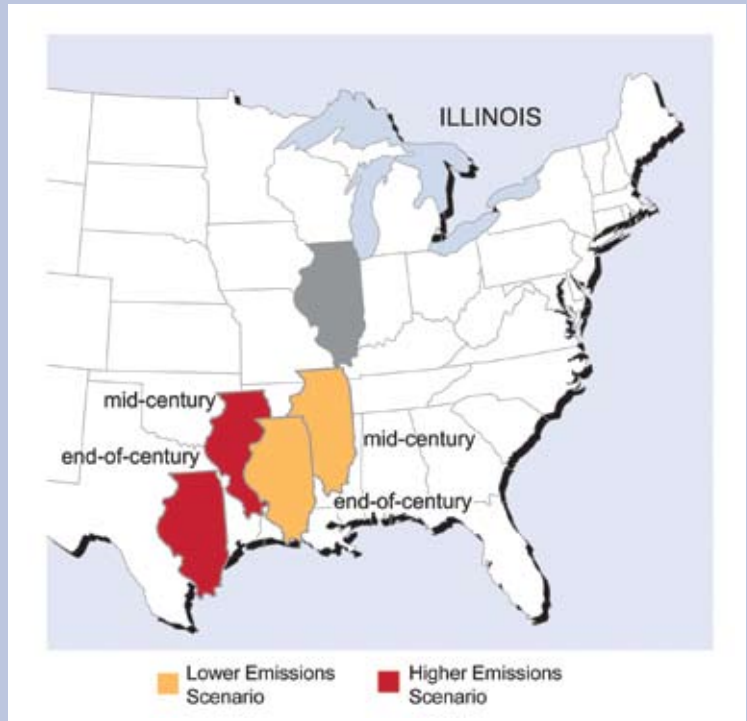 ILLINOIS
mid-century
end-of-century
mid-century
end-of-century
Lower Emissions
Scenario
Higher Emissions
Scenario